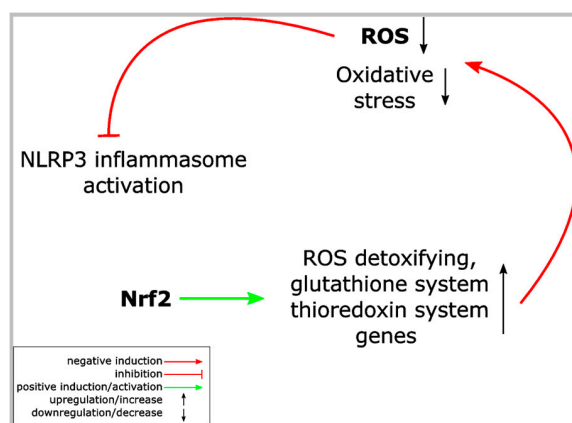 ROS
Oxidative
stress
NLRP3 inflammasome
activation
ROS detoxifying,
glutathione system
thioredoxin system
genes
Nrf2
negative induction
inhibition
positive induction/activation
upregulation/increase
downregulation/decrease